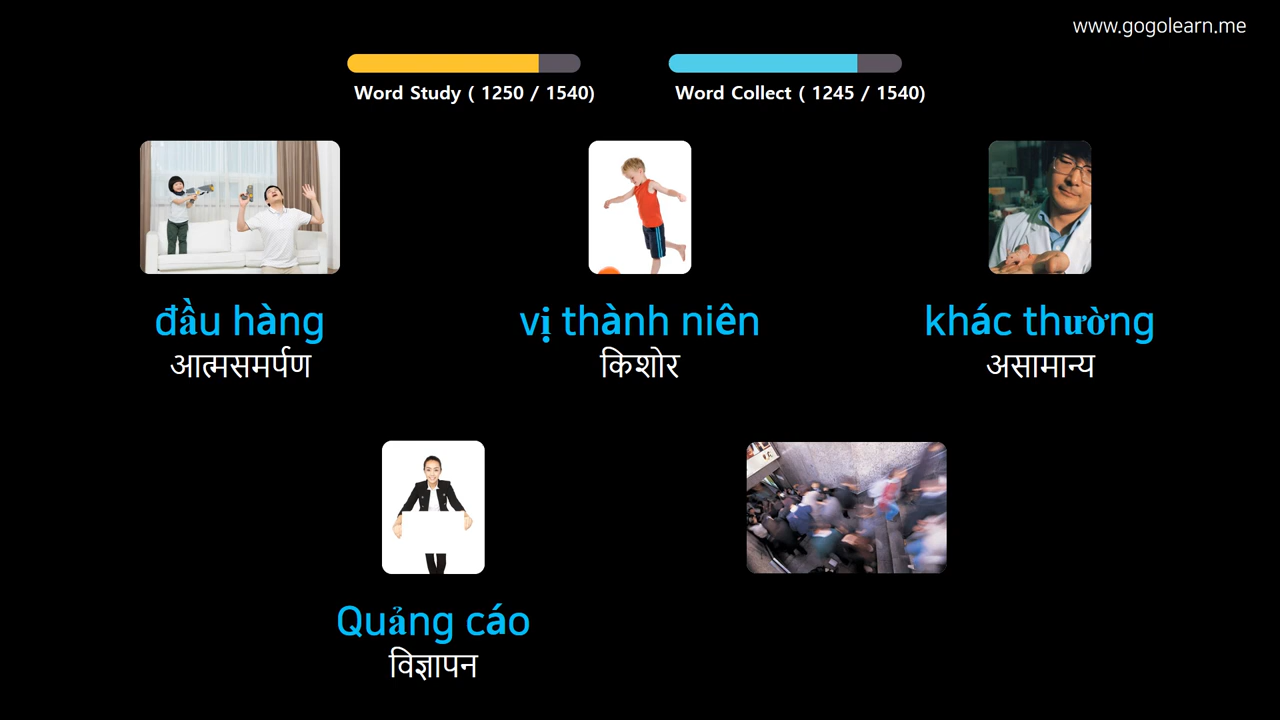 www.gogolearn.me
Word Study ( 1250 / 1540)
Word Collect ( 1245 / 1540)
đầu hàng
आत्मसमर्पण
vị thành niên
किशोर
khác thường
असामान्य
Quảng cáo
विज्ञापन